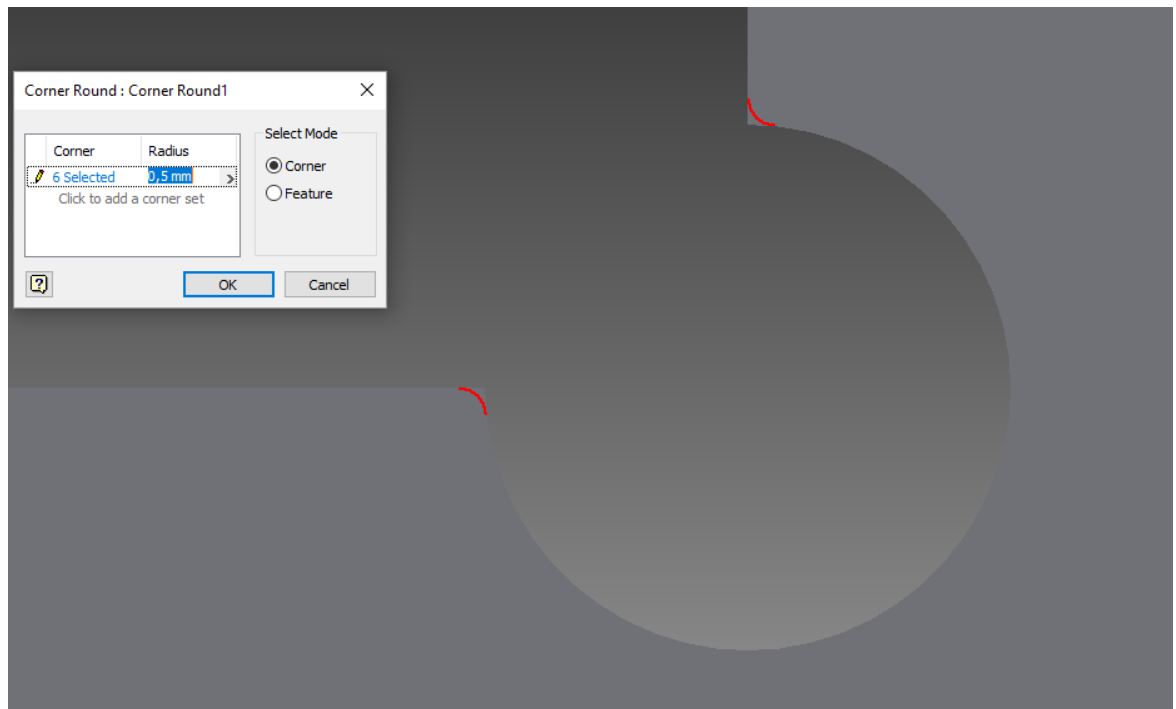 Corner Round : Corner Round1
Select Mode
Corner Radius
Corner
6 Selected 0,5 mm
Feature
Click to add a corner set
OK Cancel